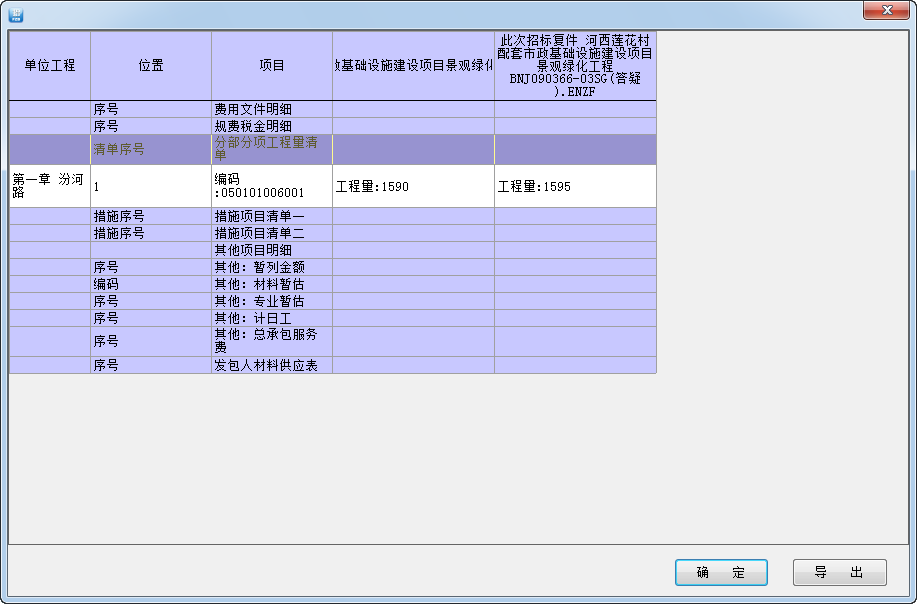 单位工程
位置
项目
基础设施建设项目景观绿
此次招标复件 河西莲花村
配套市政基础设施建设项目
景观绿化工程
BNJ090366-03SG(答疑
).ENZF
序号
费用文件明细
序号
规费税金明细
清单序号
分部分项工程量清
单
第一章 汾河
路
1
编码
:050101006001
工程量:1590
工程量:1595
措施序号
措施项目清单一
措施序号
措施项目清单二
其他项目明细
序号
其他: 暂列金额
编码
其他: 材料暂估
序号
其他: 专业暂估
序号
其他: 计日工
序号
其他: 总承包服务
费
序号
发包人材料供应表
确 定
导 出